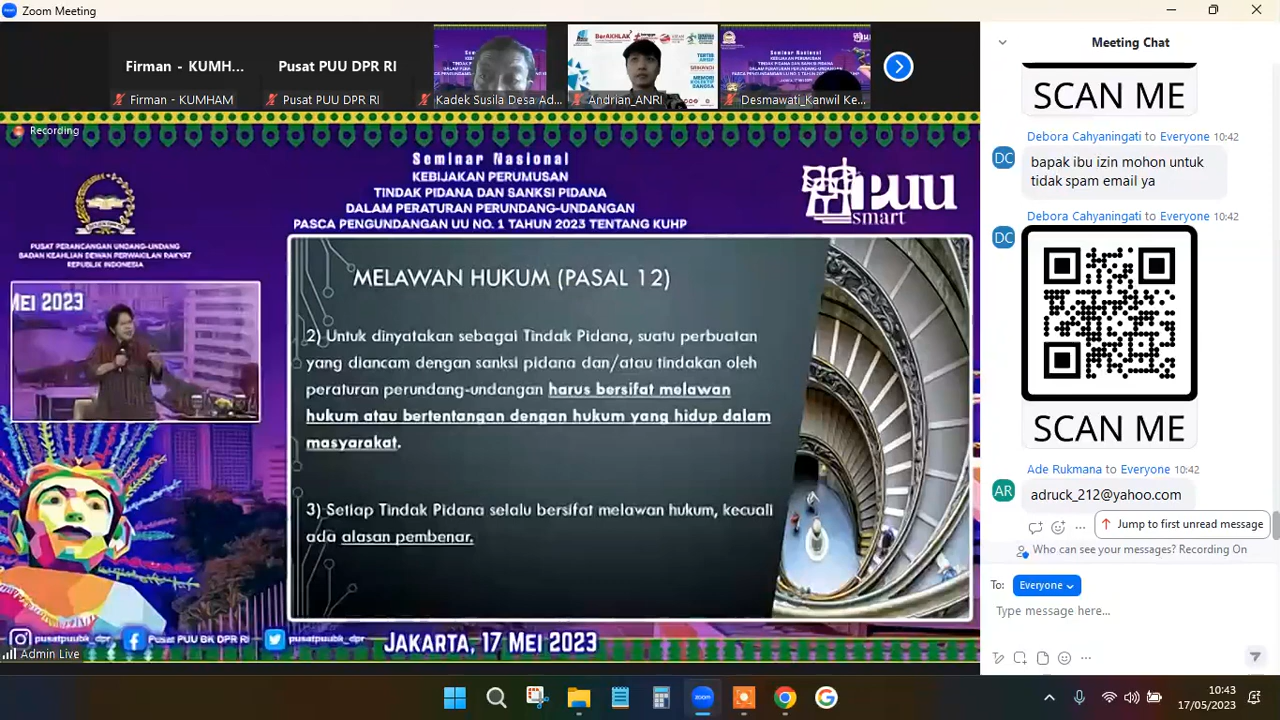 Zoom Meeting
Firman - KUMH...
Firman - KUMHAM
Pusat PUU DPR RI
Pusat PUU DPR RI
Kadek Susila Desa Ad...
BerAKHLAK
Andrian_ANRI
Desmawati_Kanwil Ke...
Recording
PUSAT PERANCANGAN UNDANG-UNDANG
BADAN KEAHLIAN DEWAN PERWAKILAN RAKYAT
REPUBLIK INDONESIA
Seminar Nasional
KEBIJAKAN PERUMUSAN
TINDAK PIDANA DAN SANKSI PIDANA
DALAM PERATURAN PERUNDANG-UNDANGAN
PASCA PENGUNDANGAN UU NO. 1 TAHUN 2023 TENTANG KUHP
PUU
smart
MEI 2023
MELAWAN HUKUM (PASAL 12)
2) Untuk dinyatakan sebagai Tindak Pidana, suatu perbuatan
yang diancam dengan sanksi pidana dan/atau tindakan oleh
peraturan perundang-undangan harus bersifat melawan
hukum atau bertentangan dengan hukum yang hidup dalam
masyarakat.
3) Setiap Tindak Pidana selalu bersifat melawan hukum, kecuali
ada alasan pembenar.
pusatpuubk_dpr
Pusat PUU BK DPR RI
pusatpuubk_dpr
JAKARTA, 17 MEI 2023
Admin Live
Meeting Chat
SCAN ME
Debora Cahyaningati to Everyone 10:42
DC
bapak ibu izin mohon untuk
tidak spam email ya
Debora Cahyaningati to Everyone 10:42
DC
SCAN ME
Ade Rukmana to Everyone 10:42
AR
adruck_212@yahoo.com
Jump to first unread message
Who can see your messages? Recording On
To: Everyone
Type message here...
10:43
17/05/2023